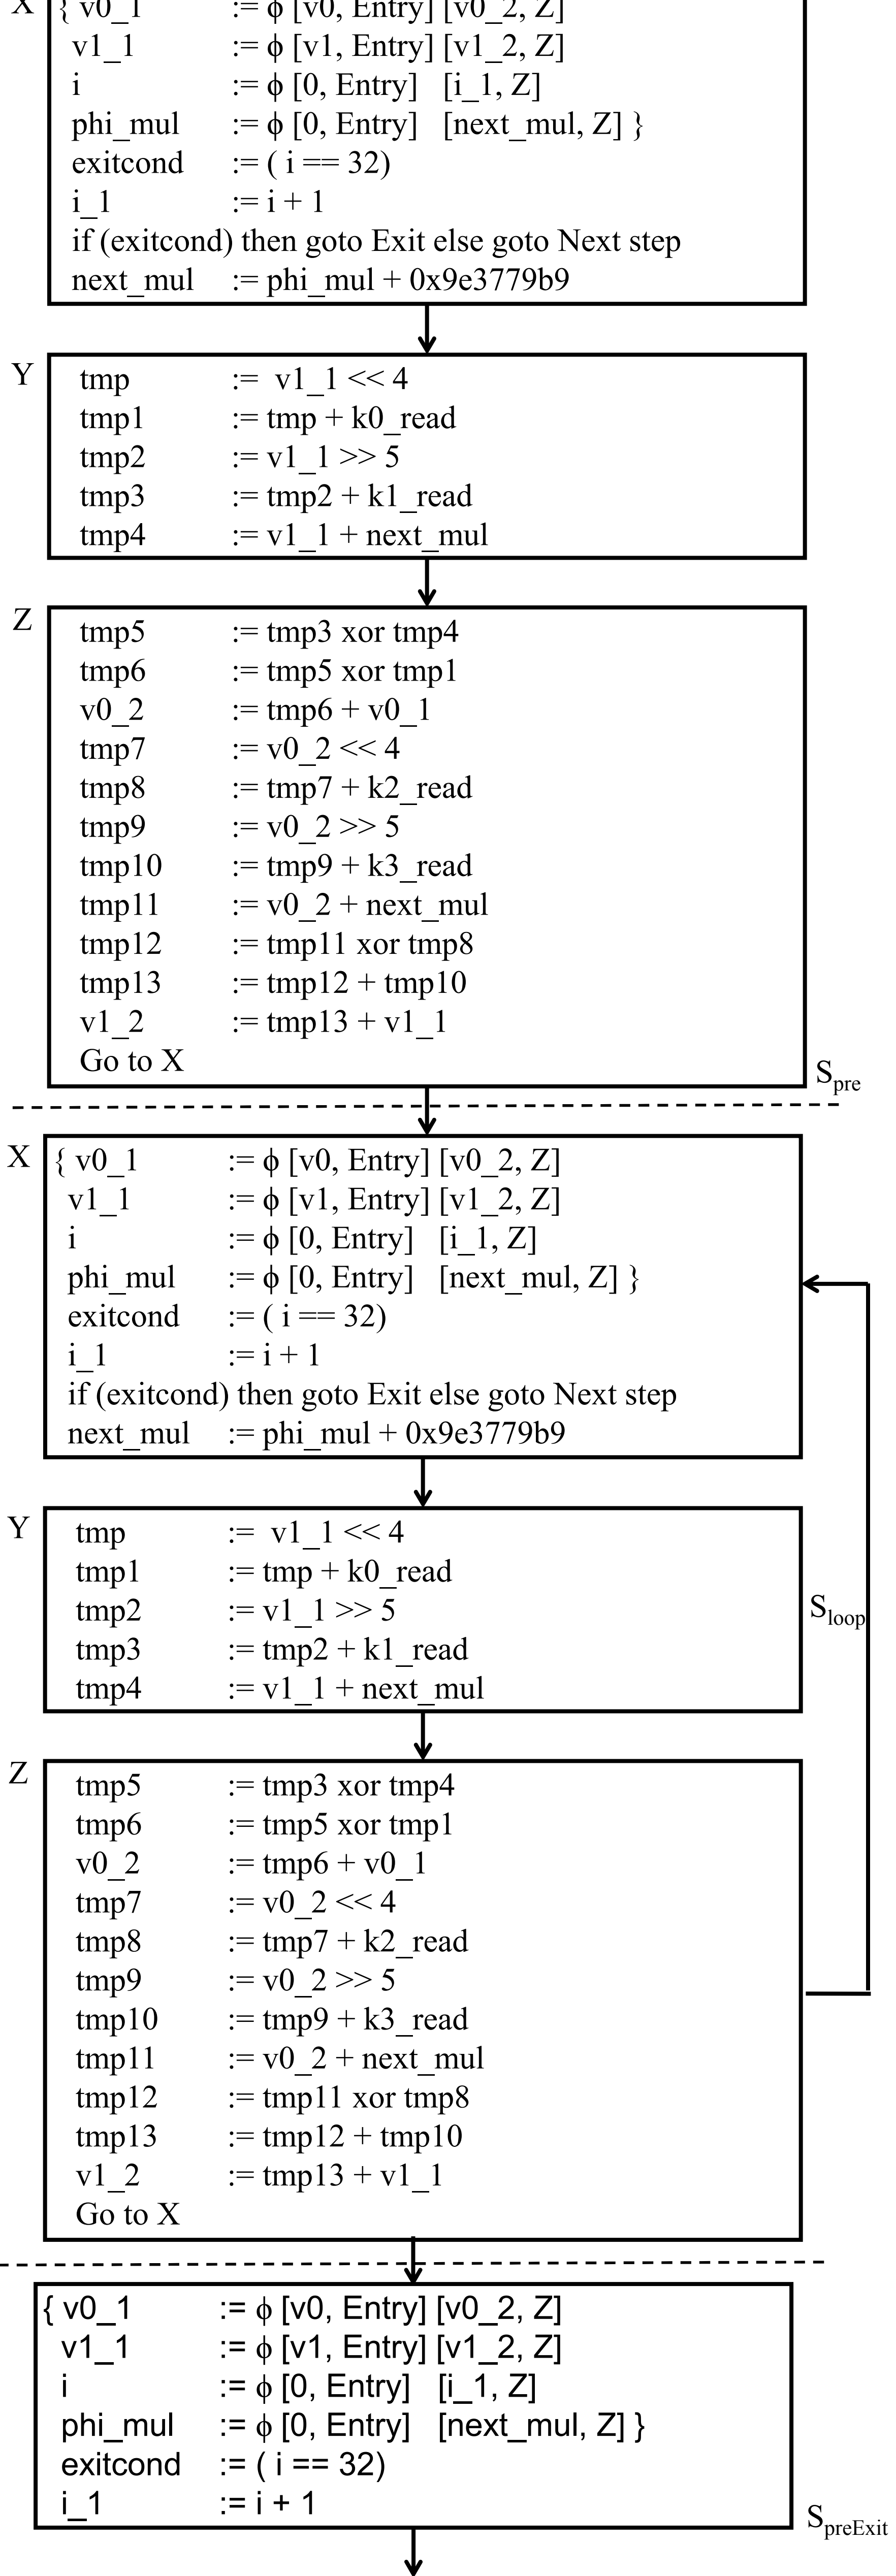 X { v0_1 := ϕ [v0, Entry] [v0_2, Z]
v1_1 := ϕ [v1, Entry] [v1_2, Z]
i := ϕ [0, Entry] [i_1, Z]
phi_mul := ϕ [0, Entry] [next_mul, Z] }
exitcond := ( i == 32)
i_1 := i + 1
if (exitcond) then goto Exit else goto Next step
next_mul := phi_mul + 0x9e3779b9
Y tmp := v1_1 << 4
tmp1 := tmp + k0_read
tmp2 := v1_1 >> 5
tmp3 := tmp2 + k1_read
tmp4 := v1_1 + next_mul
Z tmp5 := tmp3 xor tmp4
tmp6 := tmp5 xor tmp1
v0_2 := tmp6 + v0_1
tmp7 := v0_2 << 4
tmp8 := tmp7 + k2_read
tmp9 := v0_2 >> 5
tmp10 := tmp9 + k3_read
tmp11 := v0_2 + next_mul
tmp12 := tmp11 xor tmp8
tmp13 := tmp12 + tmp10
v1_2 := tmp13 + v1_1
Go to X
Spre
X { v0_1 := ϕ [v0, Entry] [v0_2, Z]
v1_1 := ϕ [v1, Entry] [v1_2, Z]
i := ϕ [0, Entry] [i_1, Z]
phi_mul := ϕ [0, Entry] [next_mul, Z] }
exitcond := ( i == 32)
i_1 := i + 1
if (exitcond) then goto Exit else goto Next step
next_mul := phi_mul + 0x9e3779b9
Y tmp := v1_1 << 4
tmp1 := tmp + k0_read
tmp2 := v1_1 >> 5
Sloop
tmp3 := tmp2 + k1_read
tmp4 := v1_1 + next_mul
Z tmp5 := tmp3 xor tmp4
tmp6 := tmp5 xor tmp1
v0_2 := tmp6 + v0_1
tmp7 := v0_2 << 4
tmp8 := tmp7 + k2_read
tmp9 := v0_2 >> 5
tmp10 := tmp9 + k3_read
tmp11 := v0_2 + next_mul
tmp12 := tmp11 xor tmp8
tmp13 := tmp12 + tmp10
v1_2 := tmp13 + v1_1
Go to X
{ v0_1 := ϕ [v0, Entry] [v0_2, Z]
v1_1 := ϕ [v1, Entry] [v1_2, Z]
i := ϕ [0, Entry] [i_1, Z]
phi_mul := ϕ [0, Entry] [next_mul, Z] }
exitcond := ( i == 32)
i_1 := i + 1
SpreExit